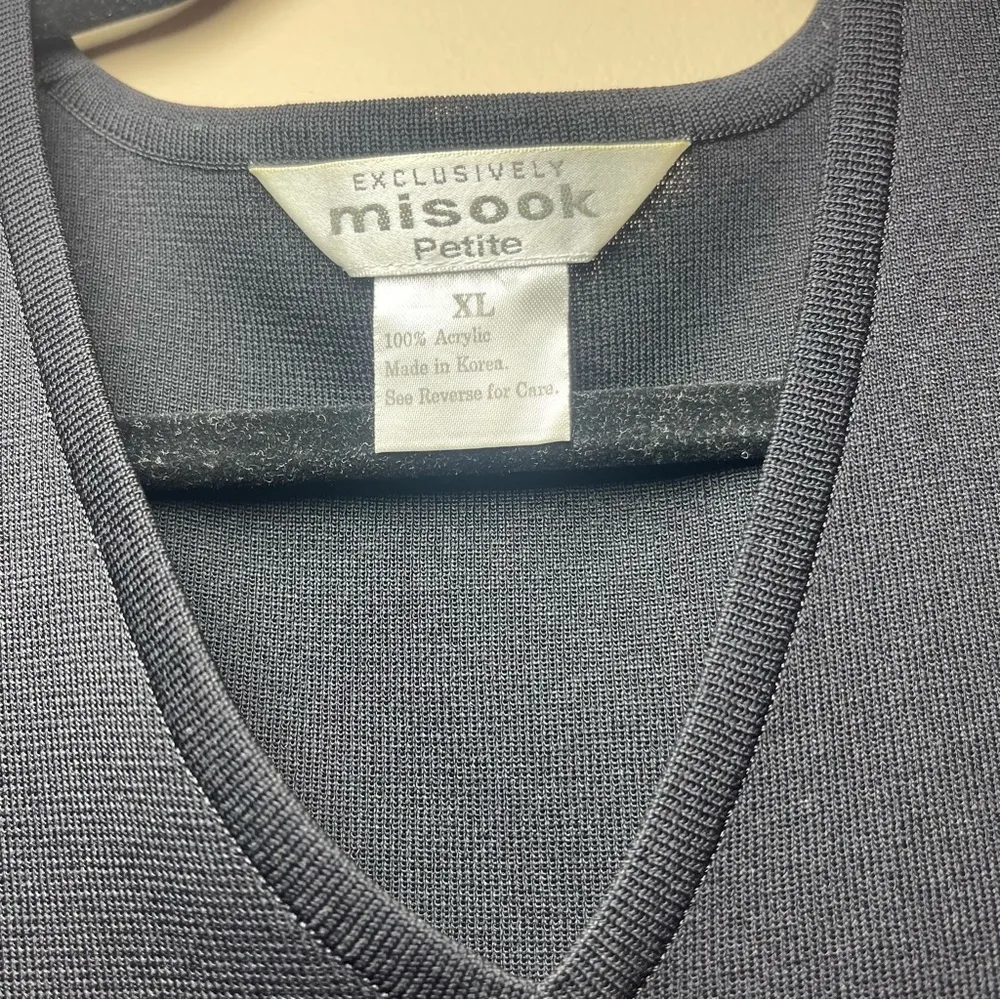 EXCLUSIVELY
misook
Petite
XL
100% Acrylic
Made in Korea.
See Reverse for Care.